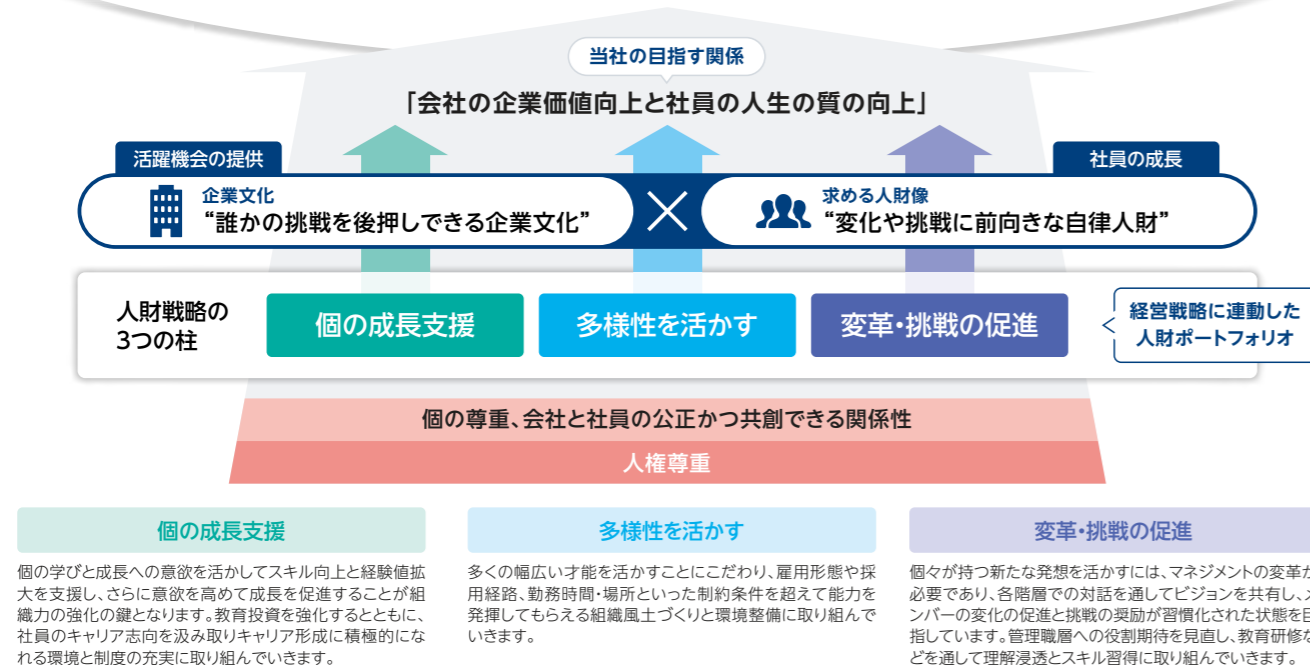 当社の目指す関係
「会社の企業価値向上と社員の人生の質の向上」
活躍機会の提供
社員の成長
企業文化
“誰かの挑戦を後押しできる企業文化”
×
求める人財像
“変化や挑戦に前向きな自律人財”
人財戦略の
3つの柱
個の成長支援
多様性を活かす
変革・挑戦の促進
経営戦略に連動した
人財ポートフォリオ
個の尊重、会社と社員の公正かつ共創できる関係性
人権尊重
個の成長支援
個の学びと成長への意欲を活かしてスキル向上と経験値拡
大を支援し、さらに意欲を高めて成長を促進することが組
織力の強化の鍵となります。教育投資を強化するとともに、
社員のキャリア志向を汲み取りキャリア形成に積極的にな
れる環境と制度の充実に取り組んでいきます。
多様性を活かす
多くの幅広い才能を活かすことにこだわり、雇用形態や採
用経路、勤務時間・場所といった制約条件を超えて能力を
発揮してもらえる組織風土づくりと環境整備に取り組んで
いきます。
変革・挑戦の促進
個々が持つ新たな発想を活かすには、マネジメントの変革が
必要であり、各階層での対話を通してビジョンを共有し、メ
ンバーの変化の促進と挑戦の奨励が習慣化された状態を目
指しています。管理職層への役割期待を見直し、教育研修な
どを通して理解浸透とスキル習得に取り組んでいきます。